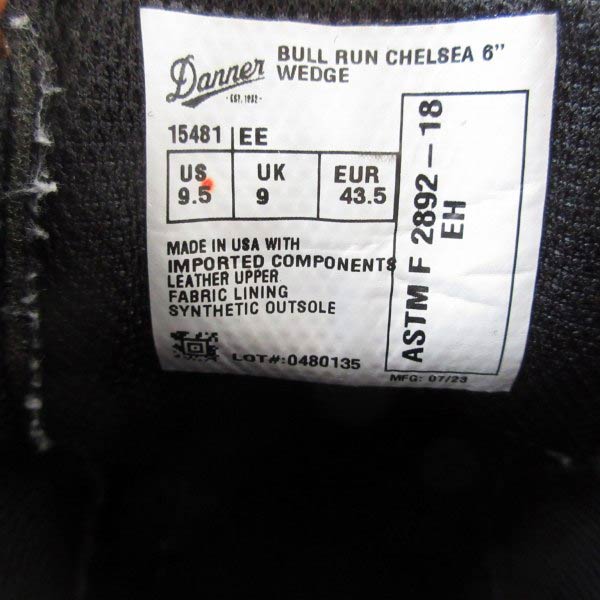 Danner
- EST. 1932 -
BULL RUN CHELSEA 6"
WEDGE
15481 EE
US UK EUR
9.5 9 43.5
MADE IN USA WITH
IMPORTED COMPONENTS
LEATHER UPPER
FABRIC LINING
SYNTHETIC OUTSOLE
LOT#:0480135
ASTM F 2892-18
EH
MFG: 07/23